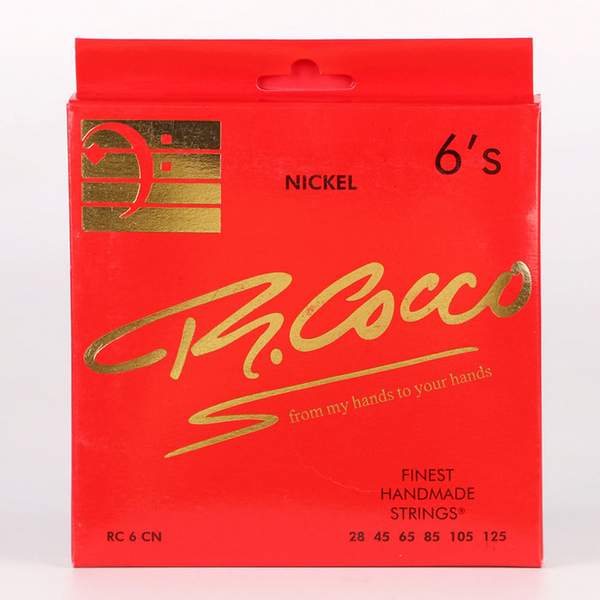 6's
NICKEL
R. Cocco
from my hands to your hands
FINEST
HANDMADE
STRINGS®
RC 6 CN
28 45 65 85 105 125